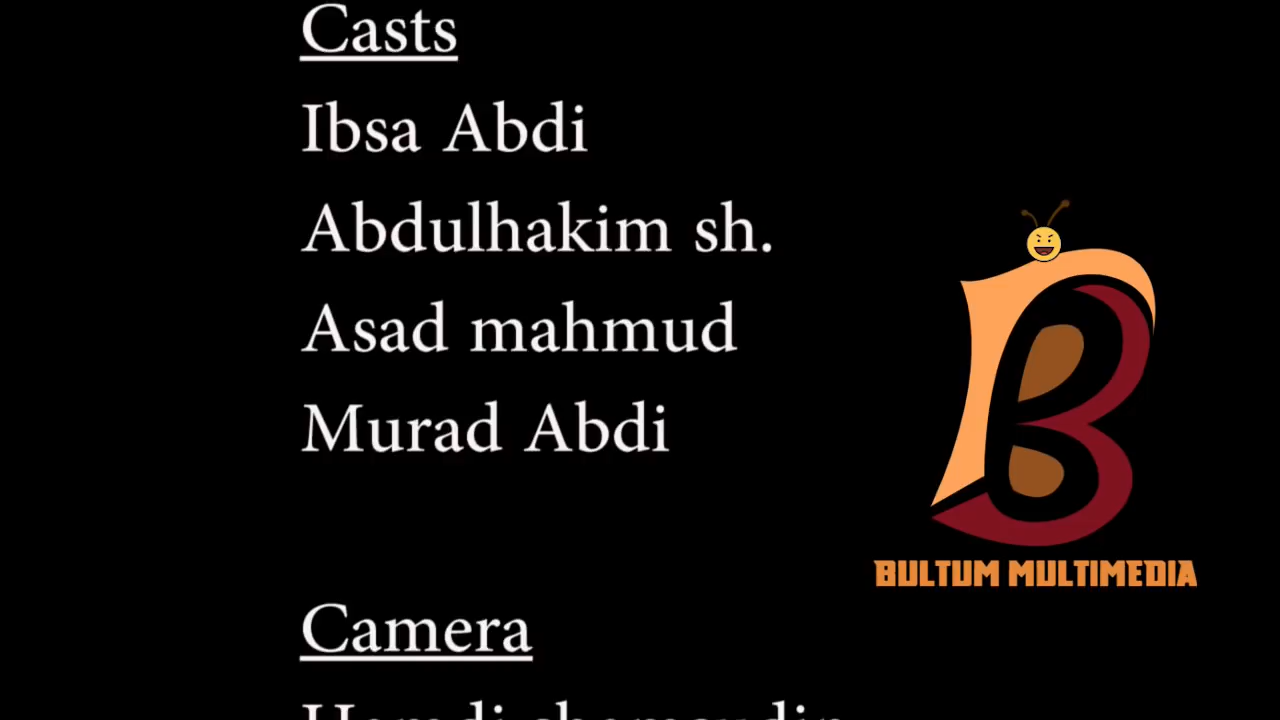 Casts
Ibsa Abdi
Abdulhakim sh.
Asad mahmud
Murad Abdi
BULTUM MULTIMEDIA
Camera